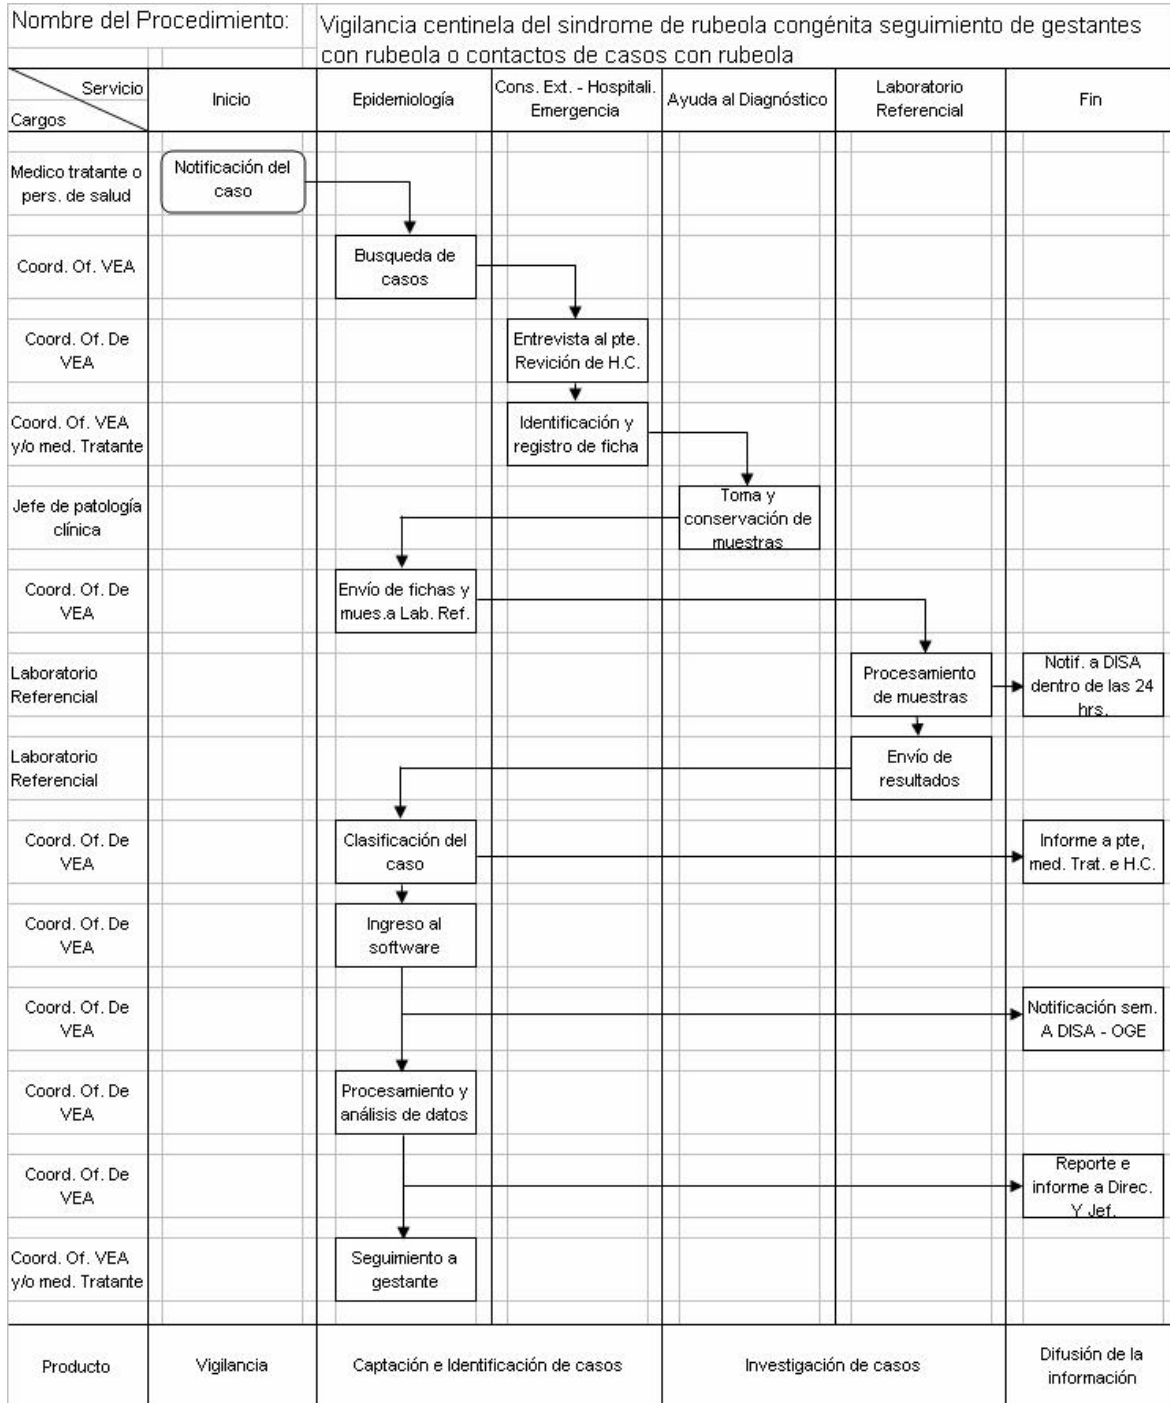 Nombre del Procedimiento:
Vigilancia centinela del sindrome de rubeola congénita seguimiento de gestantes
con rubeola o contactos de casos con rubeola
Servicio
Cargos
Inicio
Epidemiología
Cons. Ext. - Hospitali.
Emergencia
Ayuda al Diagnóstico
Laboratorio
Referencial
Fin
Medico tratante o
pers. de salud
Notificación del
caso
Coord. Of. VEA
Busqueda de
casos
Coord. Of. De
VEA
Entrevista al pte.
Revición de H.C.
Coord. Of. VEA
y/o med. Tratante
Identificación y
registro de ficha
Jefe de patología
clínica
Toma y
conservación de
muestras
Coord. Of. De
VEA
Envío de fichas y
mues.a Lab. Ref.
Laboratorio
Referencial
Procesamiento
de muestras
Notif. a DISA
dentro de las 24
hrs.
Laboratorio
Referencial
Envío de
resultados
Coord. Of. De
VEA
Clasificación del
caso
Informe a pte,
med. Trat. e H.C.
Coord. Of. De
VEA
Ingreso al
software
Coord. Of. De
VEA
Notificación sem.
A DISA - OGE
Coord. Of. De
VEA
Procesamiento y
análisis de datos
Coord. Of. De
VEA
Reporte e
informe a Direc.
Y Jef.
Coord. Of. VEA
y/o med. Tratante
Seguimiento a
gestante
Producto
Vigilancia
Captación e Identificación de casos
Investigación de casos
Difusión de la
información